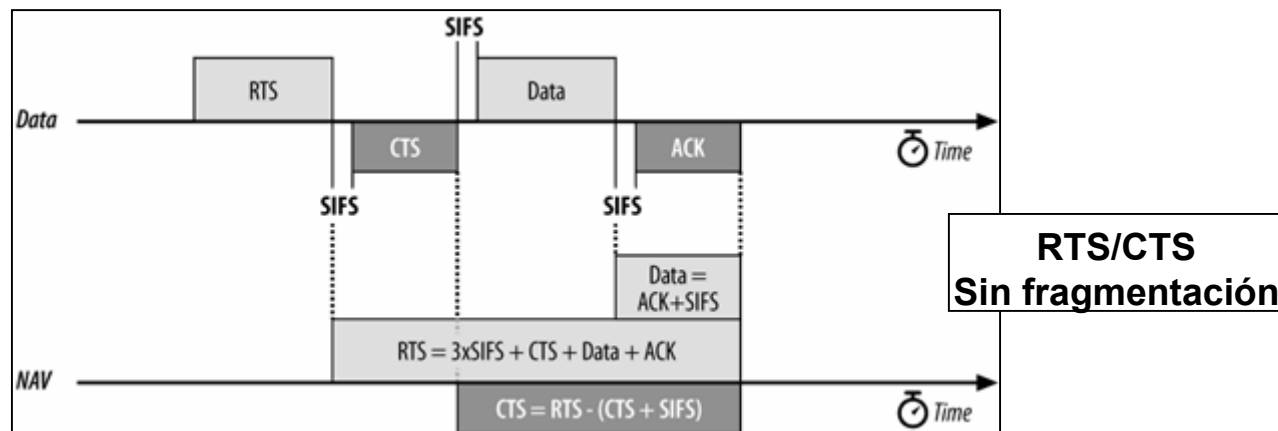 SIFS
RTS
Data
Data
CTS
ACK
Time
SIFS
SIFS
RTS/CTS
Sin fragmentación
Data =
ACK+SIFS
RTS = 3xSIFS + CTS + Data + ACK
NAV
CTS = RTS - (CTS + SIFS)
Time